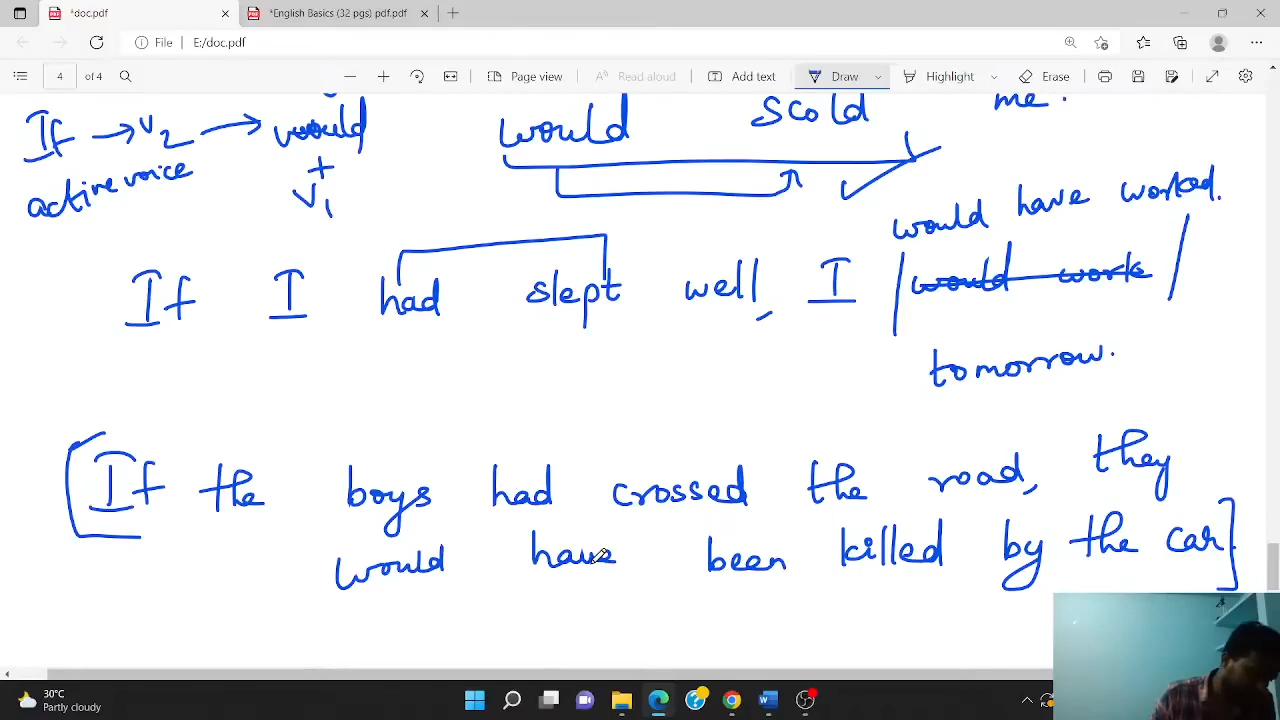 *doc.pdf
*English Basics (32 pgs) pdf.pdf
File E:/doc.pdf
4 of 4 Page view Read aloud Add text Draw Highlight Erase
If → V2 → would would scold me.
active voice + V1
would have worked.
If I had slept well, I would work
tomorrow.
If the boys had crossed the road, they
would have been killed by the car.
30°C
Partly cloudy